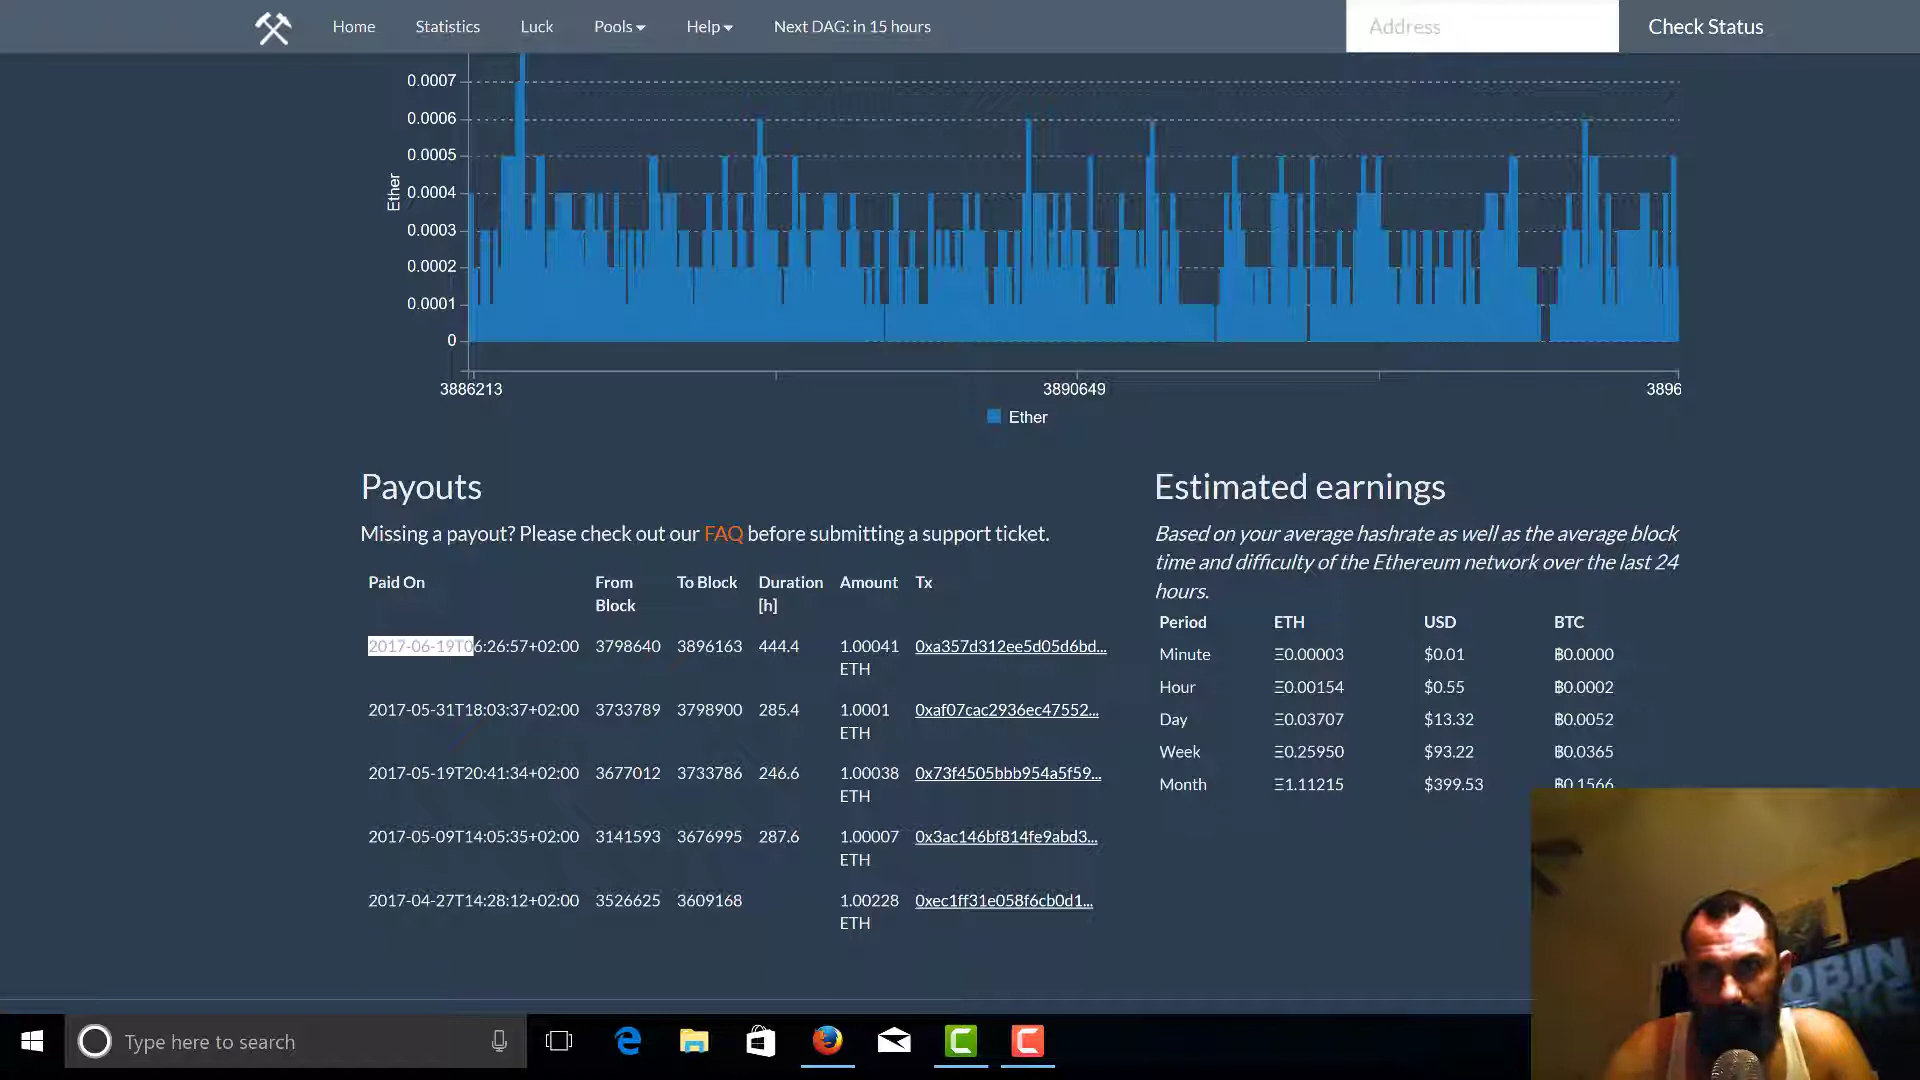 Home Statistics Luck Pools Help Next DAG: in 15 hours Address Check Status
0.0007
0.0006
0.0005
0.0004
0.0003
0.0002
0.0001
0
Ether
3886213 3890649 3896
Ether
Payouts
Missing a payout? Please check out our FAQ before submitting a support ticket.
Paid On From Block To Block Duration [h] Amount Tx
2017-06-19T06:26:57+02:00 3798640 3896163 444.4 1.00041 ETH 0xa357d312ee5d05d6bd...
2017-05-31T18:03:37+02:00 3733789 3798900 285.4 1.0001 ETH 0xaf07cac2936ec47552...
2017-05-19T20:41:34+02:00 3677012 3733786 246.6 1.00038 ETH 0x73f4505bbb954a5f59...
2017-05-09T14:05:35+02:00 3141593 3676995 287.6 1.00007 ETH 0x3ac146bf814fe9abd3...
2017-04-27T14:28:12+02:00 3526625 3609168 1.00228 ETH 0xec1ff31e058f6cb0d1...
Estimated earnings
Based on your average hashrate as well as the average block
time and difficulty of the Ethereum network over the last 24
hours.
Period ETH USD BTC
Minute Ξ0.00003 $0.01 ฿0.0000
Hour Ξ0.00154 $0.55 ฿0.0002
Day Ξ0.03707 $13.32 ฿0.0052
Week Ξ0.25950 $93.22 ฿0.0365
Month Ξ1.11215 $399.53 ฿0.1566
Type here to search